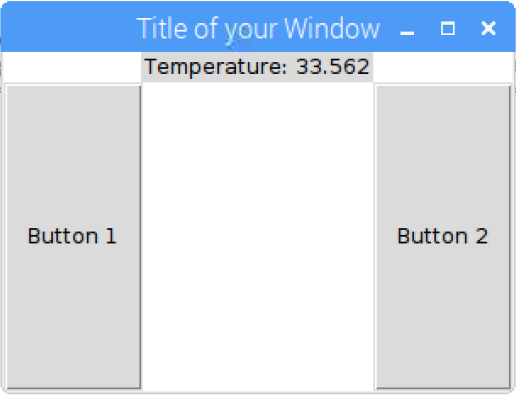 Title of your Window
Temperature: 33.562
Button 1
Button 2